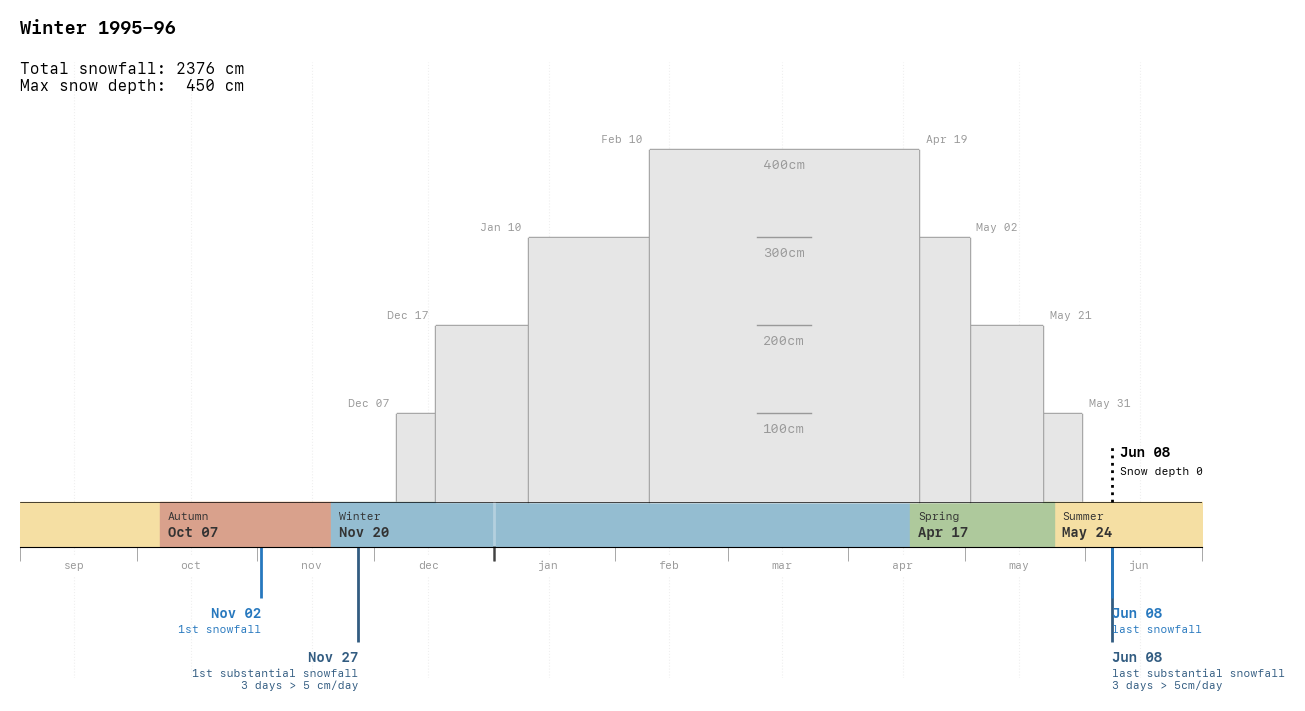 Winter 1995–96
Total snowfall: 2376 cm
Max snow depth:  450 cm
Feb 10
Apr 19
400cm
Jan 10
May 02
300cm
Dec 17
May 21
200cm
Dec 07
May 31
100cm
Jun 08
Snow depth 0
Autumn
Oct 07
Winter
Nov 20
Spring
Apr 17
Summer
May 24
sep
oct
nov
dec
jan
feb
mar
apr
may
jun
Nov 02
1st snowfall
Jun 08
last snowfall
Nov 27
1st substantial snowfall
3 days > 5 cm/day
Jun 08
last substantial snowfall
3 days > 5cm/day